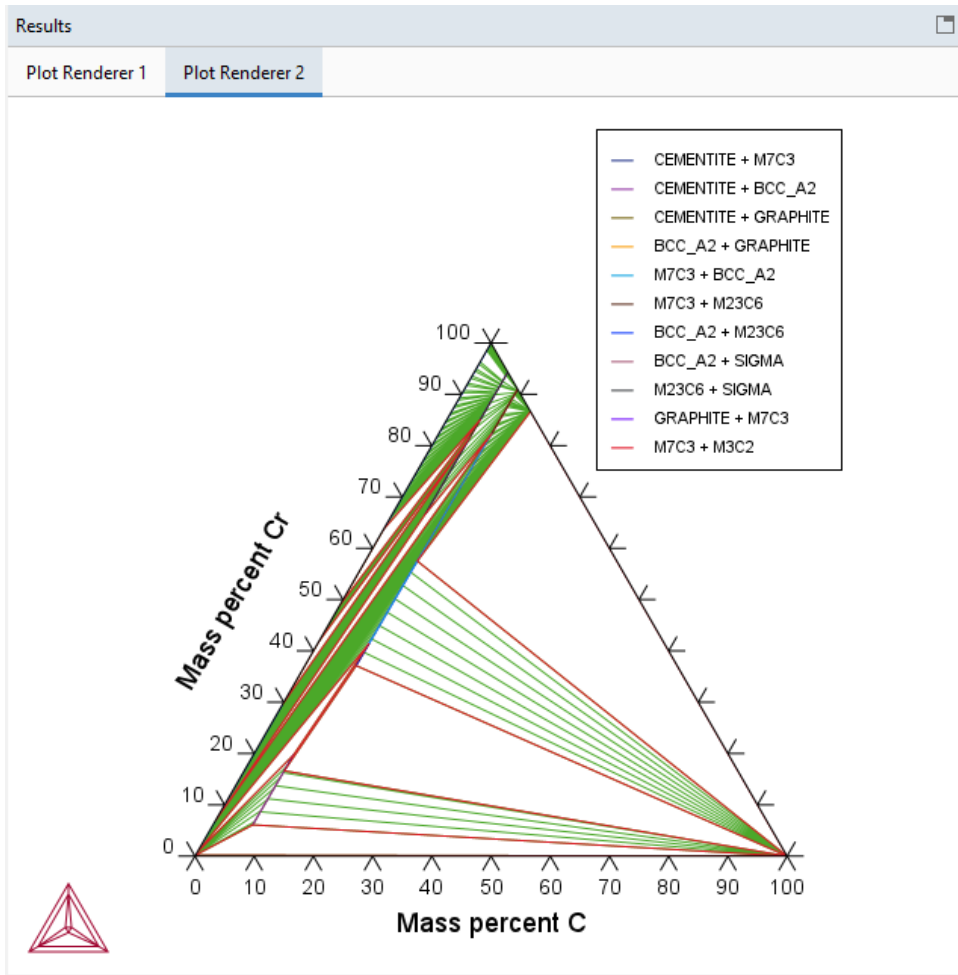 Results
Plot Renderer 1 Plot Renderer 2
CEMENTITE + M7C3
CEMENTITE + BCC_A2
CEMENTITE + GRAPHITE
BCC_A2 + GRAPHITE
M7C3 + BCC_A2
M7C3 + M23C6
BCC_A2 + M23C6
BCC_A2 + SIGMA
M23C6 + SIGMA
GRAPHITE + M7C3
M7C3 + M3C2
100
90
80
70
60
50
40
30
20
10
0
Mass percent Cr
0 10 20 30 40 50 60 70 80 90 100
Mass percent C